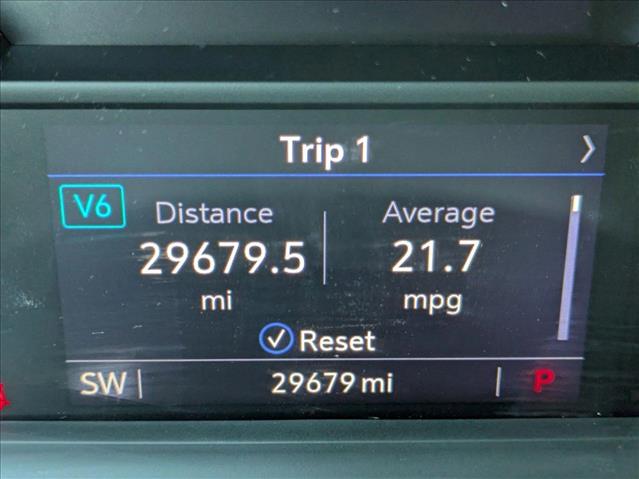 Trip 1
V6
Distance
Average
29679.5
21.7
mi
mpg
Reset
SW
29679 mi
P